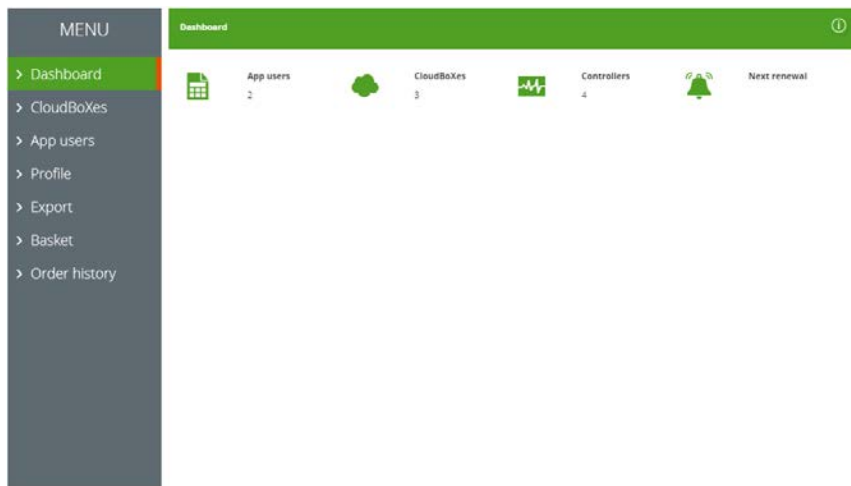 MENU
Dashboard
CloudBoXes
App users
Profile
Export
Basket
Order history
Dashboard
App users
2
CloudBoXes
3
Controllers
4
Next renewal